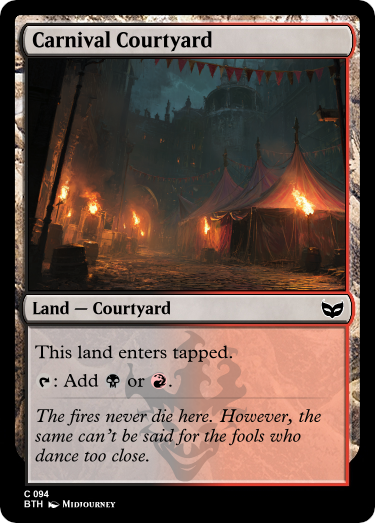 Carnival Courtyard
Land — Courtyard
This land enters tapped.
: Add or .
The fires never die here. However, the
same can't be said for the fools who
dance too close.
C 094
BTH Midjourney